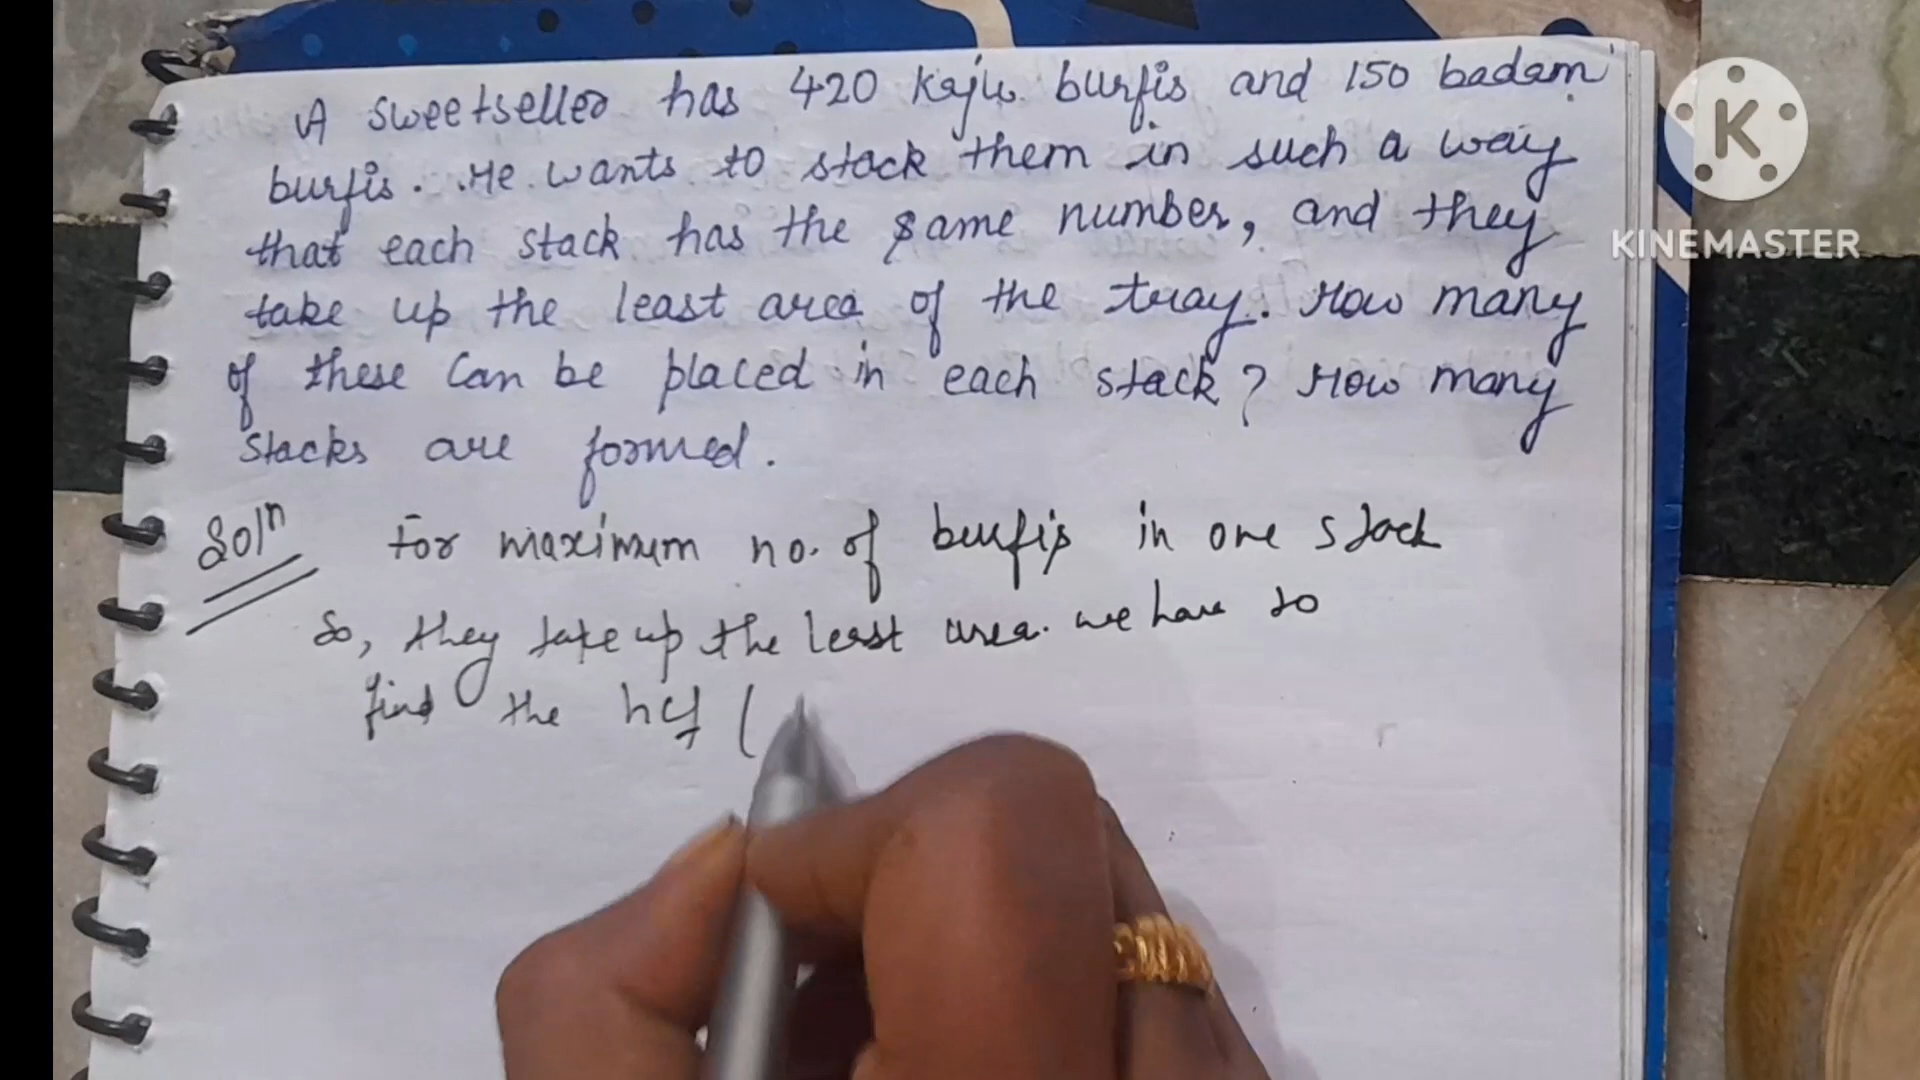 A sweetseller has 420 Kaju burfis and 150 badam
burfis. He wants to stack them in such a way
that each stack has the same number, and they
take up the least area of the tray. How many
of these can be placed in each stack? How many
stacks are formed.
Soln For maximum no. of burfis in one stack
So, they take up the least area. we have to
find the hcf (
K
KINEMASTER